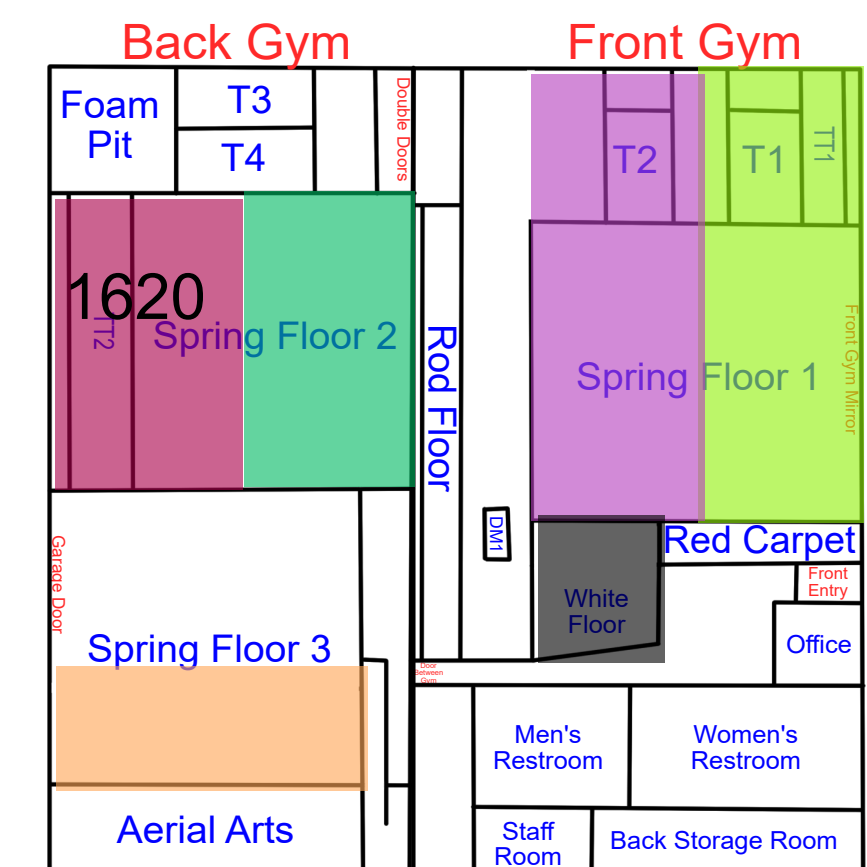 Back Gym
Front Gym
Foam
Pit
T3
T4
Double Doors
T2
T1
TT1
1620
TT2
Spring Floor 2
Rod Floor
Spring Floor 1
Front Gym Mirror
DM1
Red Carpet
Garage Door
White
Floor
Front
Entry
Office
Spring Floor 3
Door
Between
Gym
Men's
Restroom
Women's
Restroom
Aerial Arts
Staff
Room
Back Storage Room